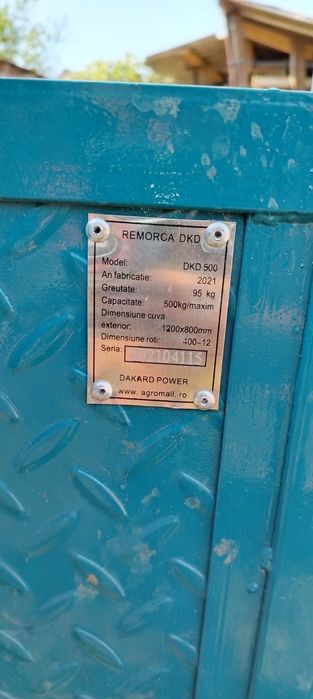 REMORCA DKD
Model: DKD 500
An fabricatie: 2021
Greutate: 95 kg
Capacitate: 500kg/maxim
Dimensiune cuva
exterior: 1200x800mm
Dimensiune roti: 400-12
Seria: 202104115
DAKARD POWER
www. agromall. ro